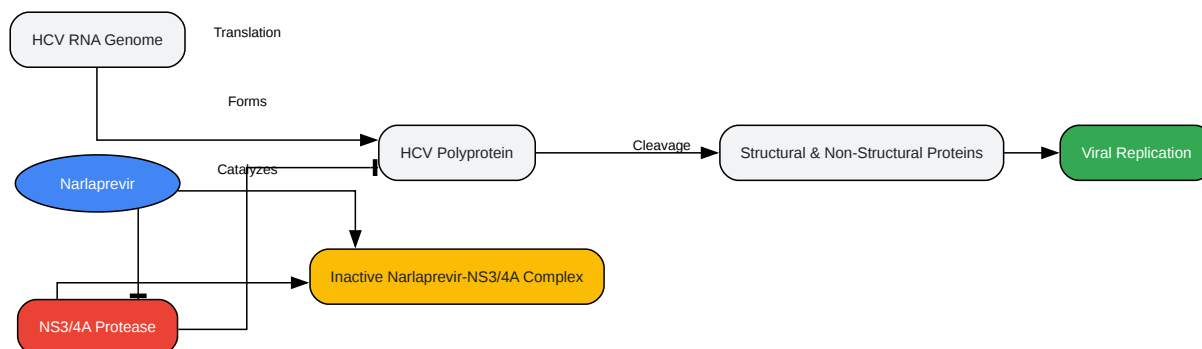 HCV RNA Genome
Translation
Forms
HCV Polyprotein
Cleavage
Structural & Non-Structural Proteins
Viral Replication
Catalyzes
Narlaprevir
Inactive Narlaprevir-NS3/4A Complex
NS3/4A Protease